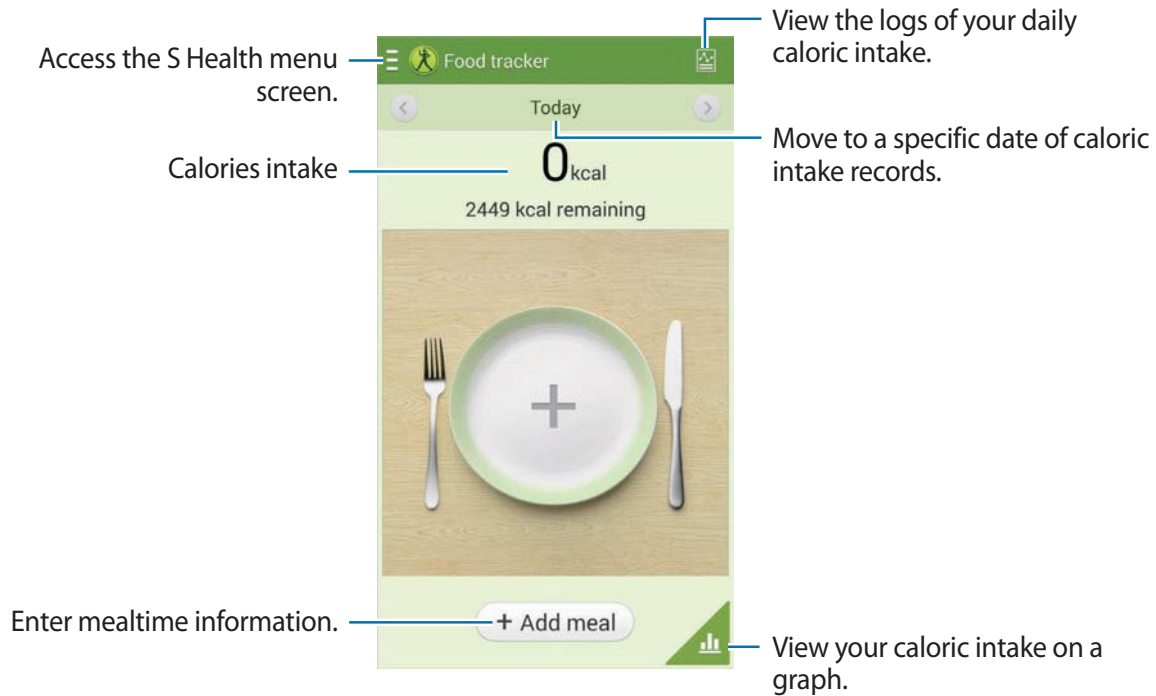 View the logs of your daily
caloric intake.
Access the S Health menu
screen.
Food tracker
Today
Move to a specific date of caloric
intake records.
Calories intake
0 kcal
2449 kcal remaining
Enter mealtime information.
+ Add meal
View your caloric intake on a
graph.